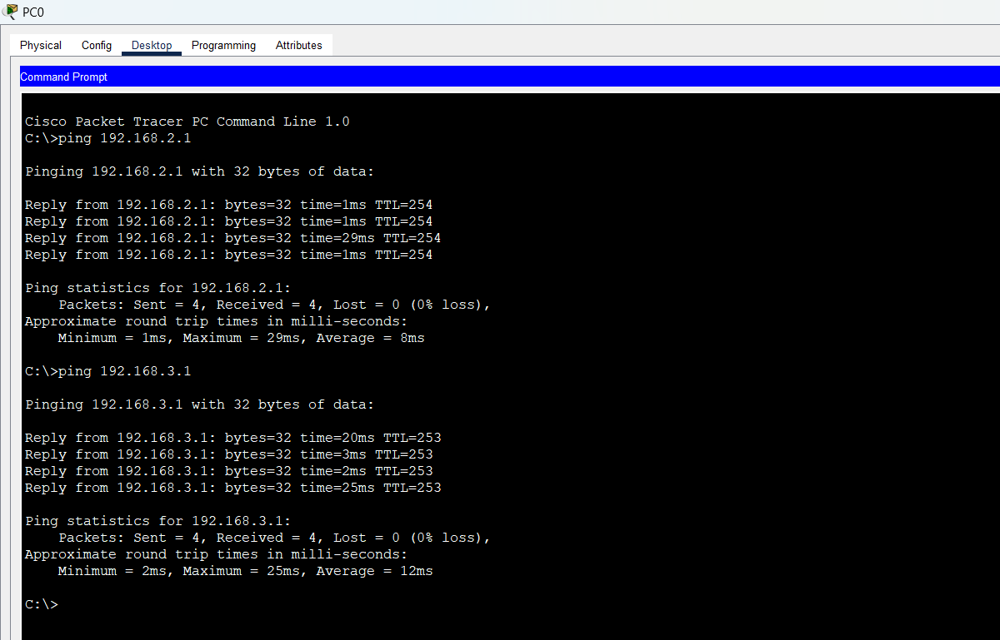 PC0
Physical Config Desktop Programming Attributes
Command Prompt
Cisco Packet Tracer PC Command Line 1.0
C:\>ping 192.168.2.1
Pinging 192.168.2.1 with 32 bytes of data:
Reply from 192.168.2.1: bytes=32 time=1ms TTL=254
Reply from 192.168.2.1: bytes=32 time=1ms TTL=254
Reply from 192.168.2.1: bytes=32 time=29ms TTL=254
Reply from 192.168.2.1: bytes=32 time=1ms TTL=254
Ping statistics for 192.168.2.1:
Packets: Sent = 4, Received = 4, Lost = 0 (0% loss),
Approximate round trip times in milli-seconds:
Minimum = 1ms, Maximum = 29ms, Average = 8ms
C:\>ping 192.168.3.1
Pinging 192.168.3.1 with 32 bytes of data:
Reply from 192.168.3.1: bytes=32 time=20ms TTL=253
Reply from 192.168.3.1: bytes=32 time=3ms TTL=253
Reply from 192.168.3.1: bytes=32 time=2ms TTL=253
Reply from 192.168.3.1: bytes=32 time=25ms TTL=253
Ping statistics for 192.168.3.1:
Packets: Sent = 4, Received = 4, Lost = 0 (0% loss),
Approximate round trip times in milli-seconds:
Minimum = 2ms, Maximum = 25ms, Average = 12ms
C:\>